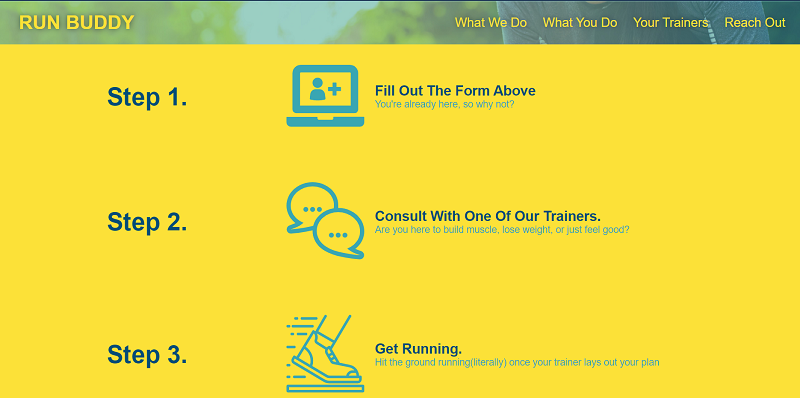 RUN BUDDY
What We Do What You Do Your Trainers Reach Out
Step 1.
Fill Out The Form Above
You're already here, so why not?
Step 2.
Consult With One Of Our Trainers.
Are you here to build muscle, lose weight, or just feel good?
Step 3.
Get Running.
Hit the ground running(literally) once your trainer lays out your plan